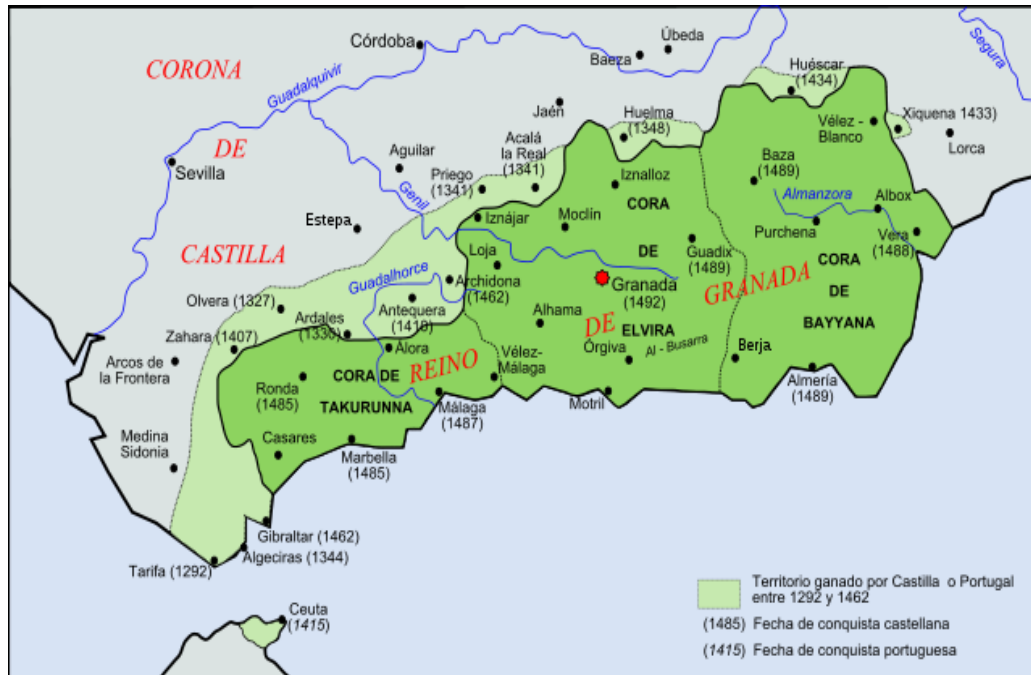 Córdoba
Úbeda
Baeza
Segura
CORONA
Guadalquivir
Huéscar
(1434)
Jaén
Huelma
(1348)
Vélez -
Blanco
Xiquena 1433)
Lorca
DE
Sevilla
Aguilar
Acalá
la Real
(1341)
Priego
(1341)
Genil
Iznalloz
Baza
(1489)
Almanzora
Albox
Estepa
Iznájar
Moclín
CORA
Purchena
Vera
(1488)
CASTILLA
Loja
DE
Guadix
(1489)
CORA
Guadalhorce
Archidona
(1462)
Granada
(1492)
GRANADA
DE
Olvera (1327)
Antequera
(1410)
Ardales
Zahara (1407)
Alhama
DE
ELVIRA
BAYYANA
Arcos de
la Frontera
Álora
REINO
Vélez-
Málaga
Órgiva
Al - Busarra
Berja
Ronda
(1485)
CORA DE
TAKURUNNA
Málaga
(1487)
Motril
Almería
(1489)
Medina
Sidonia
Casares
Marbella
(1485)
Gibraltar (1462)
Algeciras (1344)
Tarifa (1292)
Ceuta
(1415)
Territorio ganado por Castilla o Portugal
entre 1292 y 1462
(1485) Fecha de conquista castellana
(1415) Fecha de conquista portuguesa